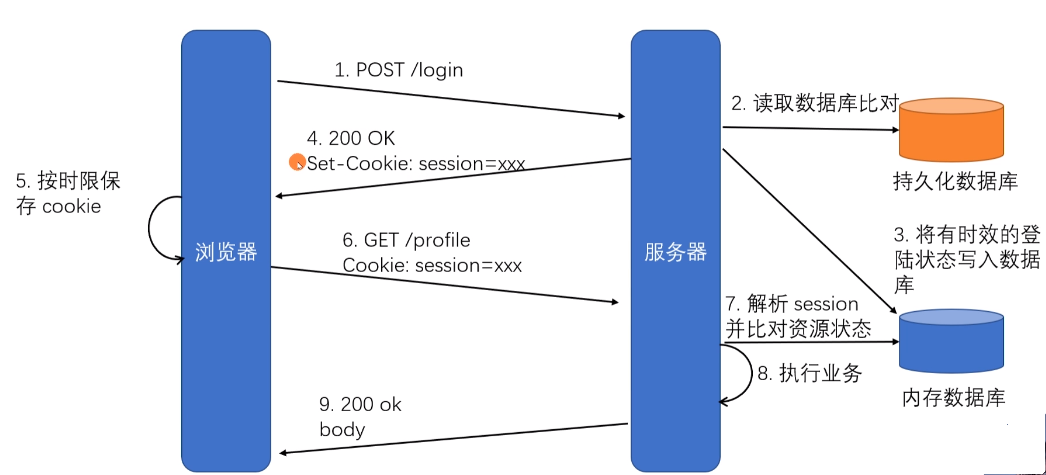 1. POST /login
2. 读取数据库比对
4. 200 OK
Set-Cookie: session=xxx
持久化数据库
5. 按时限保
存 cookie
浏览器
6. GET /profile
Cookie: session=xxx
服务器
3. 将有时效的登
陆状态写入数据
库
7. 解析 session
并比对资源状态
8. 执行业务
内存数据库
9. 200 ok
body